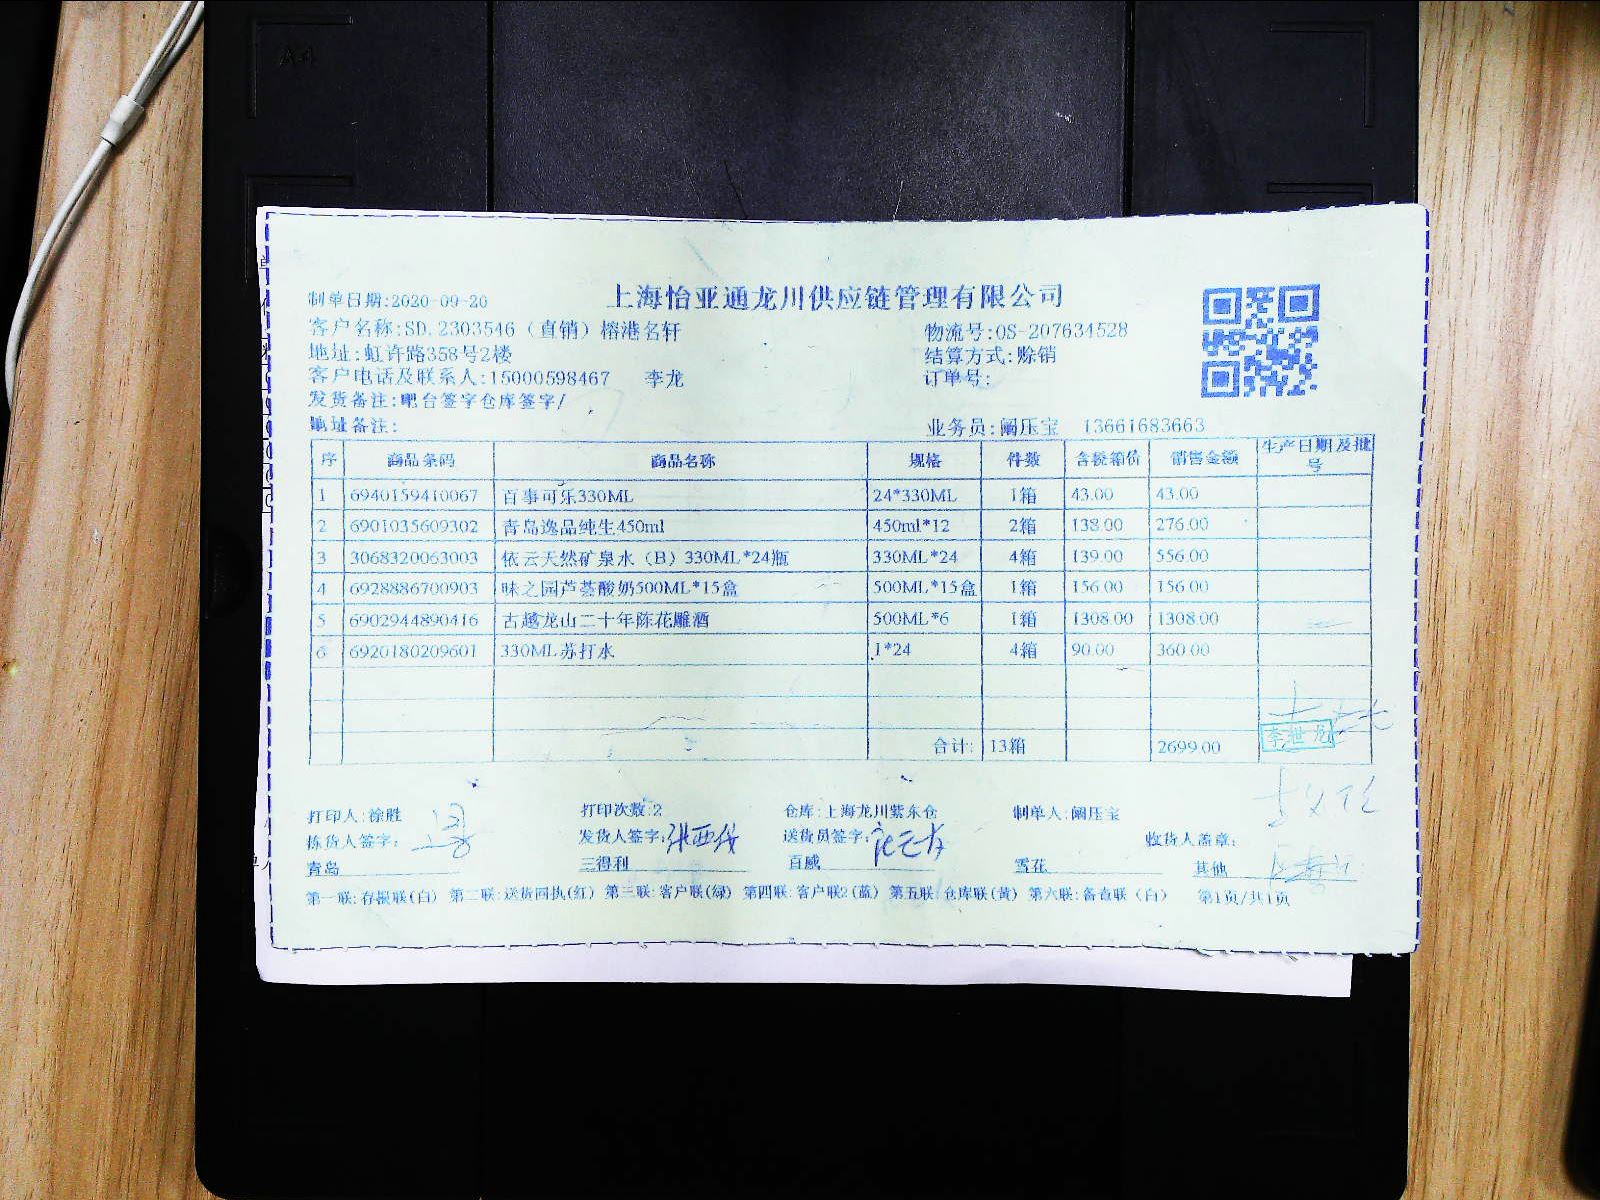 上海怡亚通龙川供应链管理有限公司
制单日期:2020-09-20
客户名称:SD.2303546（直销）榕港名轩 物流号:OS-207634528
地址:虹许路358号2楼 结算方式:赊销
客户电话及联系人:15000598467 李龙 订单号:
发货备注:吧台签字仓库签字/
地址备注: 业务员:阚压宝 13661683663
序 商品条码 商品名称 规格 件数 含税箱价 销售金额 生产日期及批号
1 6940159410067 百事可乐330ML 24*330ML 1箱 43.00 43.00
2 6901035609302 青岛逸品纯生450ml 450ml*12 2箱 138.00 276.00
3 3068320063003 依云天然矿泉水（B）330ML*24瓶 330ML*24 4箱 139.00 556.00
4 6928886700903 味之园芦荟酸奶500ML*15盒 500ML*15盒 1箱 156.00 156.00
5 6902944890416 古越龙山二十年陈花雕酒 500ML*6 1箱 1308.00 1308.00
6 6920180209601 330ML苏打水 1*24 4箱 90.00 360.00
合计: 13箱 2699.00
打印人:徐胜 打印次数:2 仓库:上海龙川紫东仓 制单人:阚压宝
拣货人签字: 发货人签字: 送货员签字: 收货人盖章:
青岛 三得利 百威 雪花 其他
第一联:存根联(白) 第二联:送货回执(红) 第三联:客户联(绿) 第四联:客户联2(蓝) 第五联:仓库联(黄) 第六联:备查联（白） 第1页/共1页